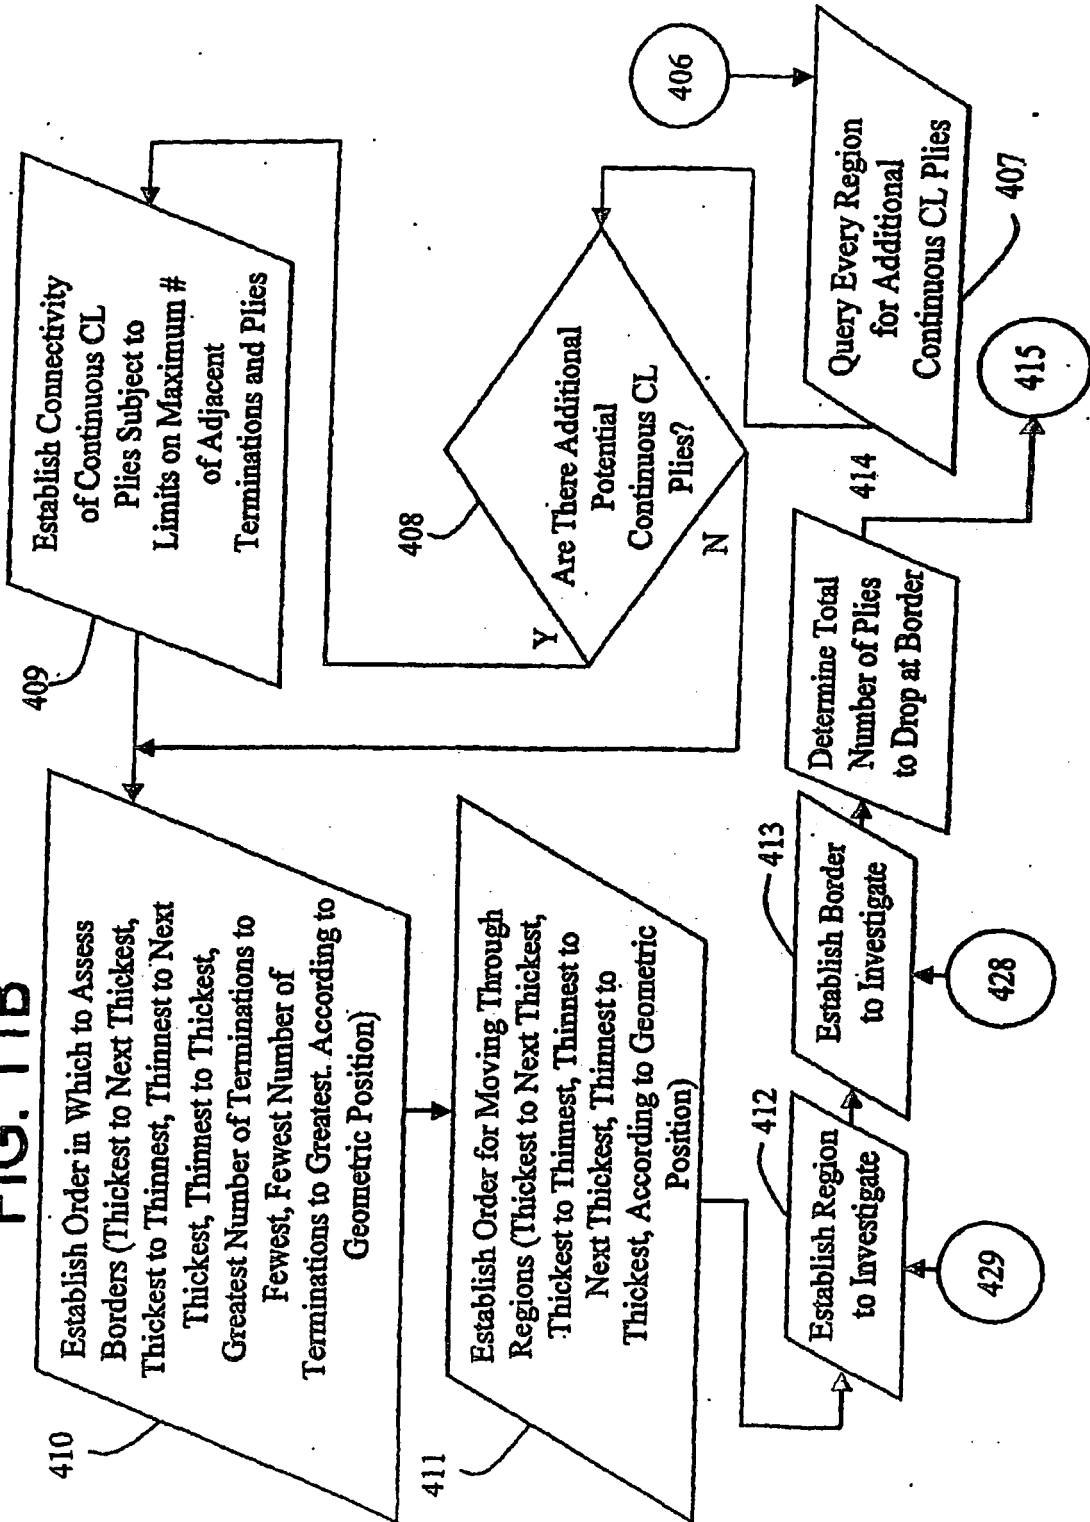 FIG. 11B
406
Query Every Region
for Additional
Continuous CL Plies
407
Are There Additional
Potential
Continuous CL
Plies?
408
Y
N
Establish Connectivity
of Continuous CL
Plies Subject to
Limits on Maximum #
of Adjacent
Terminations and Plies
409
Establish Order in Which to Assess
Borders (Thickest to Next Thickest,
Thickest to Thinnest, Thinnest to Next
Thickest, Thinnest to Thickest,
Greatest Number of Terminations to
Fewest, Fewest Number of
Terminations to Greatest. According to
Geometric Position)
410
Establish Order for Moving Through
Regions (Thickest to Next Thickest,
Thickest to Thinnest, Thinnest to
Next Thickest, Thinnest to
Thickest, According to Geometric
Position)
411
Establish Region
to Investigate
412
429
Establish Border
to Investigate
413
428
Determine Total
Number of Plies
to Drop at Border
414
415